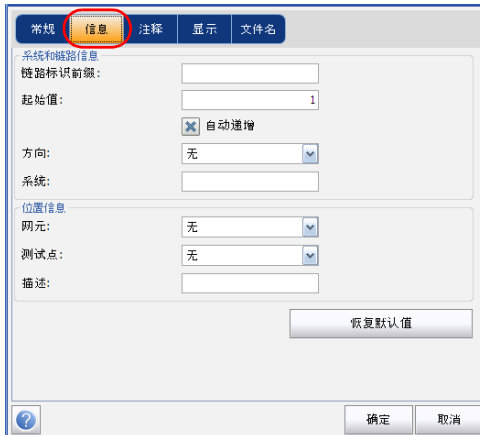 常规 信息 注释 显示 文件名
系统和链路信息
链路标识前缀:
起始值: 1
自动递增
方向: 无
系统:
位置信息
网元: 无
测试点: 无
描述:
恢复默认值
? 确定 取消